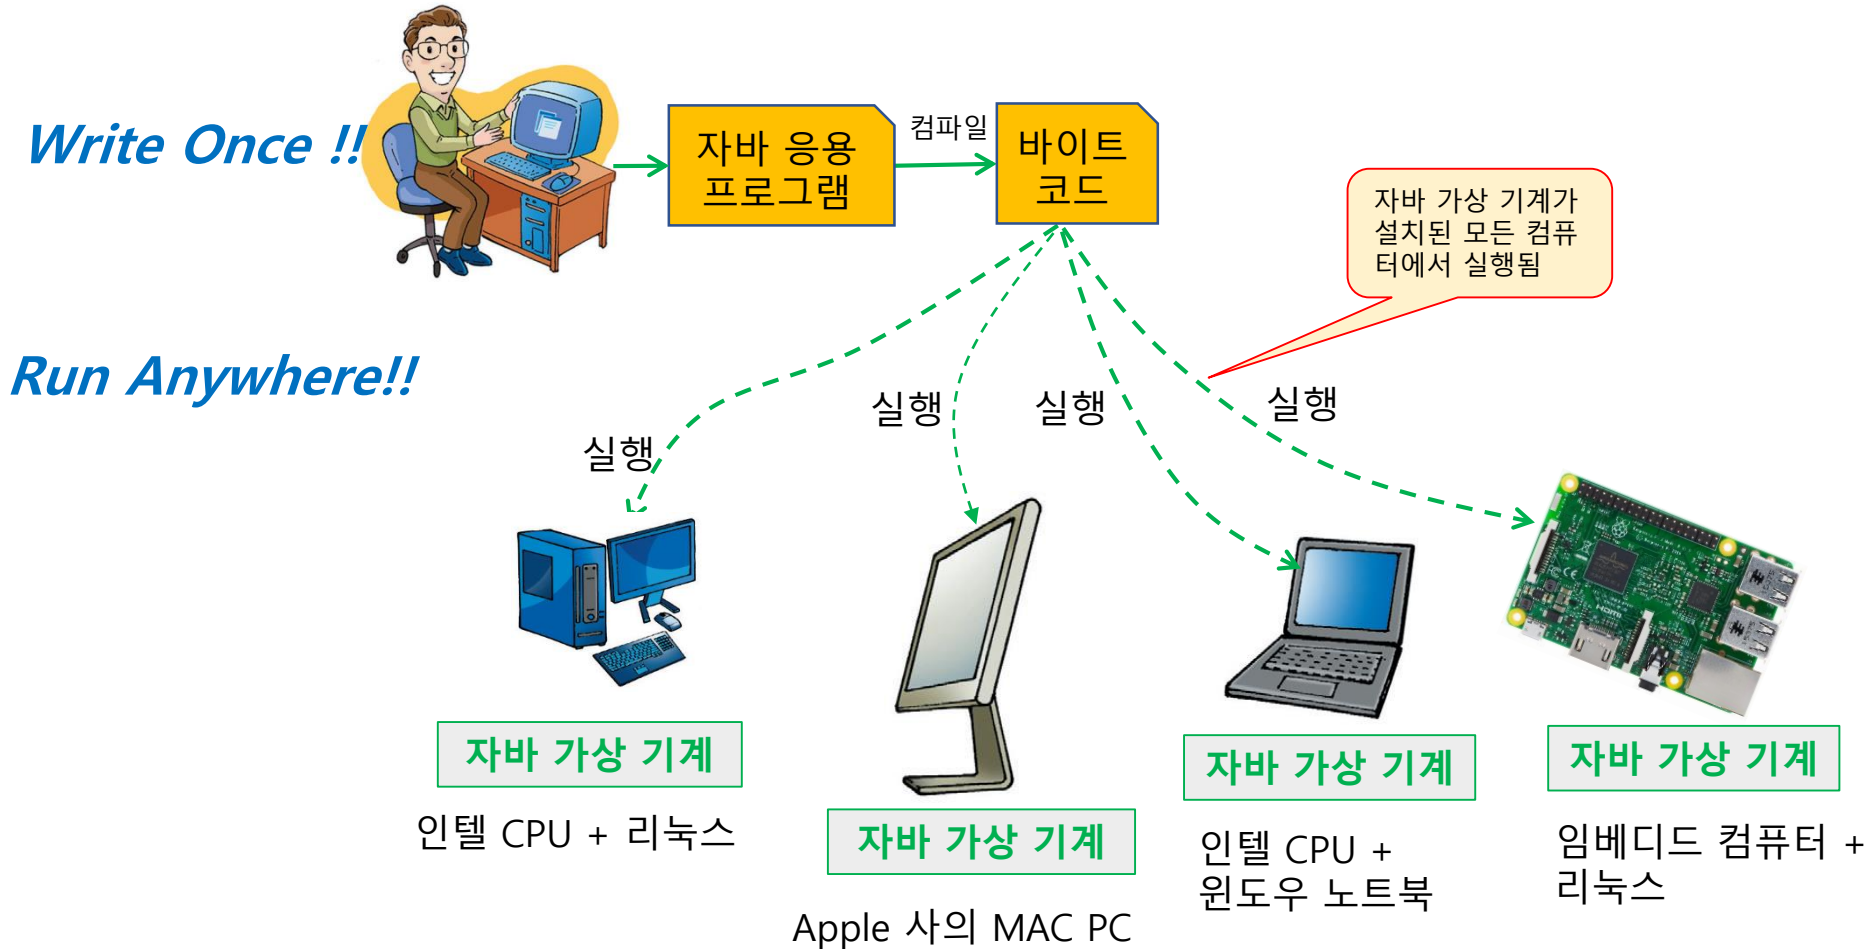 Write Once !!
자바 응용
프로그램
컴파일
바이트
코드
자바 가상 기계가
설치된 모든 컴퓨
터에서 실행됨
Run Anywhere!!
실행
실행
실행
실행
자바 가상 기계
인텔 CPU + 리눅스
자바 가상 기계
Apple 사의 MAC PC
자바 가상 기계
인텔 CPU +
윈도우 노트북
자바 가상 기계
임베디드 컴퓨터 +
리눅스